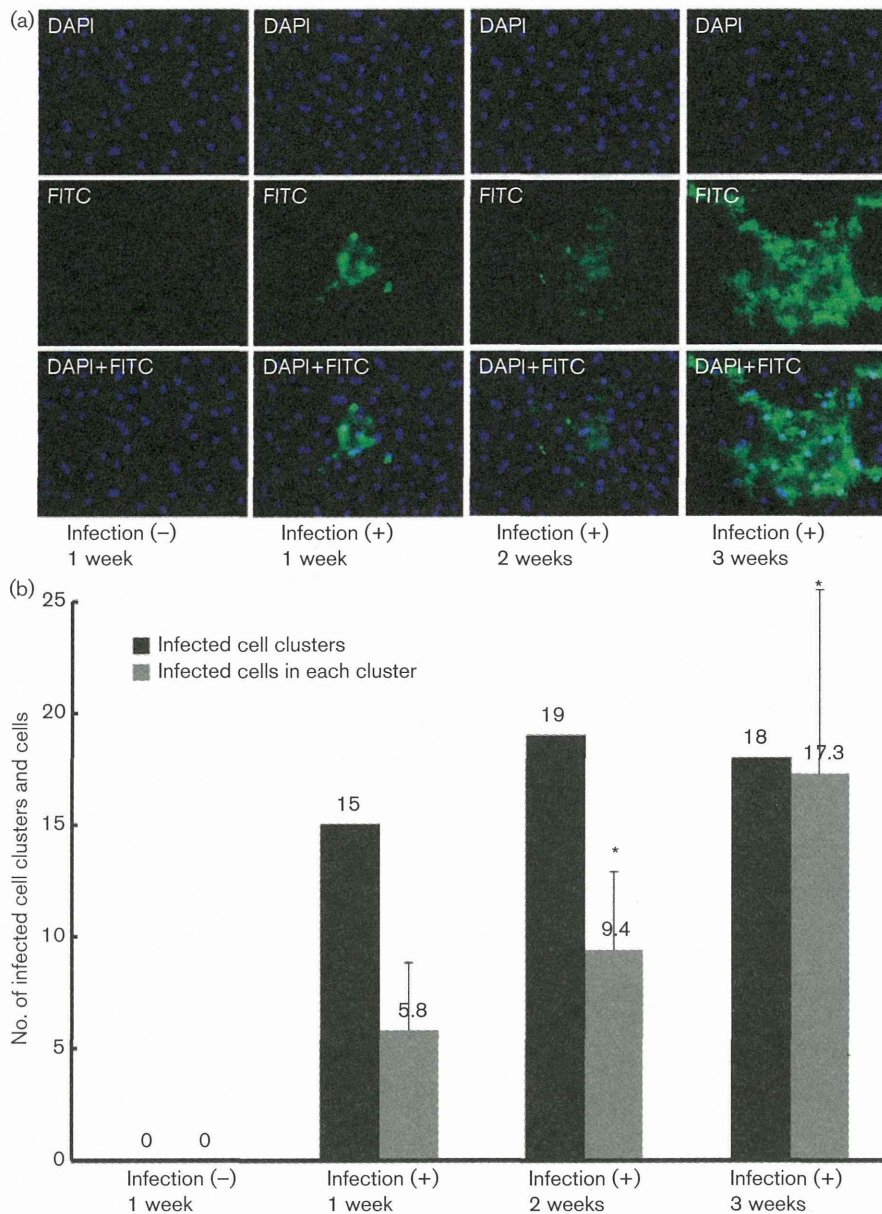 (a)
DAPI
DAPI
DAPI
DAPI
FITC
FITC
FITC
FITC
DAPI+FITC
DAPI+FITC
DAPI+FITC
DAPI+FITC
Infection (–)
1 week
Infection (+)
1 week
Infection (+)
2 weeks
Infection (+)
3 weeks
(b)
No. of infected cell clusters and cells
25
20
15
10
5
0
Infected cell clusters
Infected cells in each cluster
0
0
15
5.8
19
*
9.4
18
*
17.3
Infection (–)
1 week
Infection (+)
1 week
Infection (+)
2 weeks
Infection (+)
3 weeks